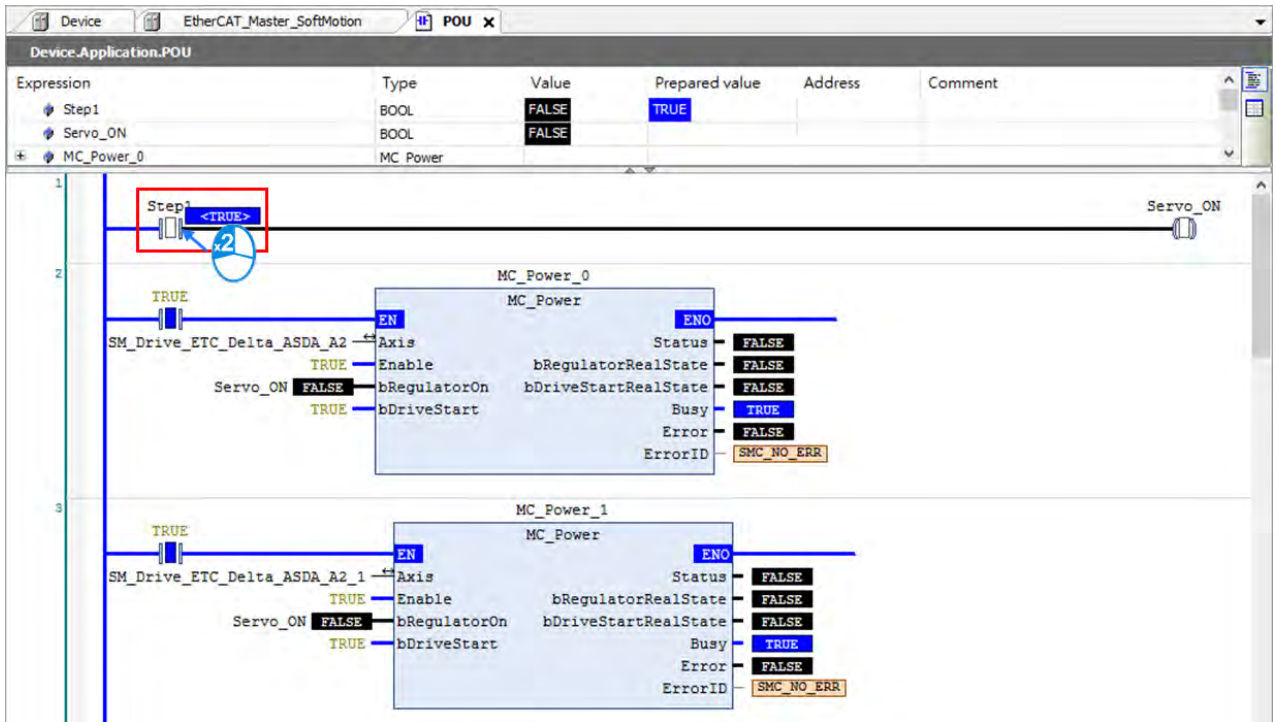 Device EtherCAT_Master_SoftMotion POU x
Device.Application.POU
Expression Type Value Prepared value Address Comment
Step1 BOOL FALSE TRUE
Servo_ON BOOL FALSE
MC_Power_0 MC_Power
1
Step1 <TRUE> Servo_ON
x2
2
MC_Power_0
TRUE MC_Power
EN ENO
SM_Drive_ETC_Delta_ASDA_A2 Axis Status FALSE
TRUE Enable bRegulatorRealState FALSE
Servo_ON FALSE bRegulatorOn bDriveStartRealState FALSE
TRUE bDriveStart Busy TRUE
Error FALSE
ErrorID SMC_NO_ERR
3
MC_Power_1
TRUE MC_Power
EN ENO
SM_Drive_ETC_Delta_ASDA_A2_1 Axis Status FALSE
TRUE Enable bRegulatorRealState FALSE
Servo_ON FALSE bRegulatorOn bDriveStartRealState FALSE
TRUE bDriveStart Busy TRUE
Error FALSE
ErrorID SMC_NO_ERR